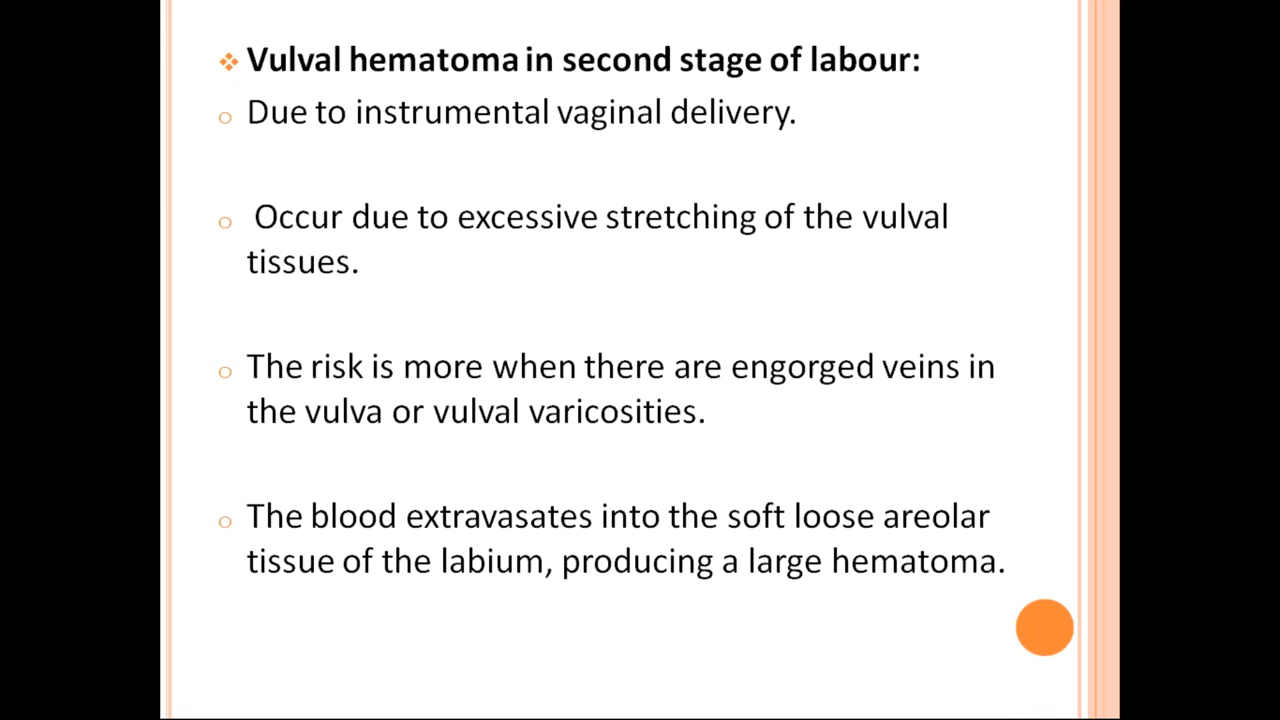 ❖ Vulval hematoma in second stage of labour:
o Due to instrumental vaginal delivery.
o Occur due to excessive stretching of the vulval
tissues.
o The risk is more when there are engorged veins in
the vulva or vulval varicosities.
o The blood extravasates into the soft loose areolar
tissue of the labium, producing a large hematoma.